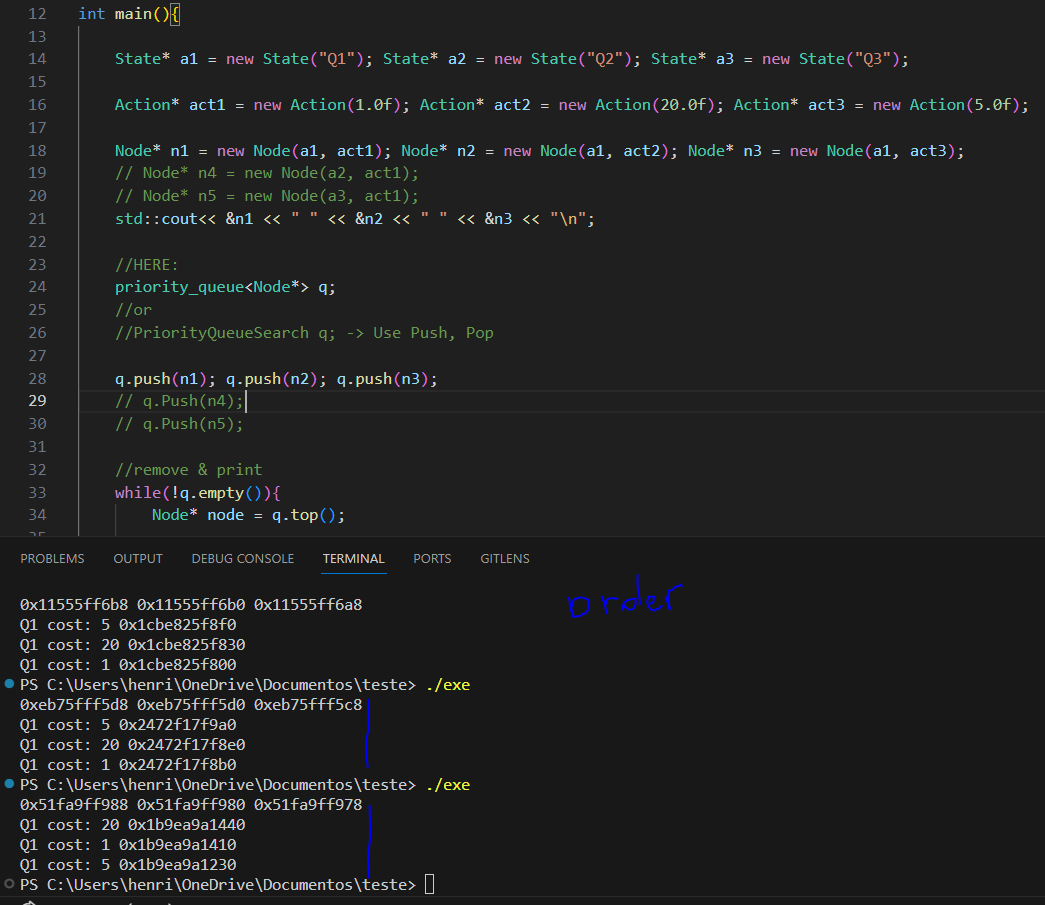 12 int main(){
13
14 State* a1 = new State("Q1"); State* a2 = new State("Q2"); State* a3 = new State("Q3");
15
16 Action* act1 = new Action(1.0f); Action* act2 = new Action(20.0f); Action* act3 = new Action(5.0f);
17
18 Node* n1 = new Node(a1, act1); Node* n2 = new Node(a1, act2); Node* n3 = new Node(a1, act3);
19 // Node* n4 = new Node(a2, act1);
20 // Node* n5 = new Node(a3, act1);
21 std::cout<< &n1 << " " << &n2 << " " << &n3 << "\n";
22
23 //HERE:
24 priority_queue<Node*> q;
25 //or
26 //PriorityQueueSearch q; -> Use Push, Pop
27
28 q.push(n1); q.push(n2); q.push(n3);
29 // q.Push(n4);
30 // q.Push(n5);
31
32 //remove & print
33 while(!q.empty()){
34 Node* node = q.top();
PROBLEMS OUTPUT DEBUG CONSOLE TERMINAL PORTS GITLENS
order
0x11555ff6b8 0x11555ff6b0 0x11555ff6a8
Q1 cost: 5 0x1cbe825f8f0
Q1 cost: 20 0x1cbe825f830
Q1 cost: 1 0x1cbe825f800
PS C:\Users\henri\OneDrive\Documentos\teste> ./exe
0xeb75fff5d8 0xeb75fff5d0 0xeb75fff5c8
Q1 cost: 5 0x2472f17f9a0
Q1 cost: 20 0x2472f17f8e0
Q1 cost: 1 0x2472f17f8b0
PS C:\Users\henri\OneDrive\Documentos\teste> ./exe
0x51fa9ff988 0x51fa9ff980 0x51fa9ff978
Q1 cost: 20 0x1b9ea9a1440
Q1 cost: 1 0x1b9ea9a1410
Q1 cost: 5 0x1b9ea9a1230
PS C:\Users\henri\OneDrive\Documentos\teste>